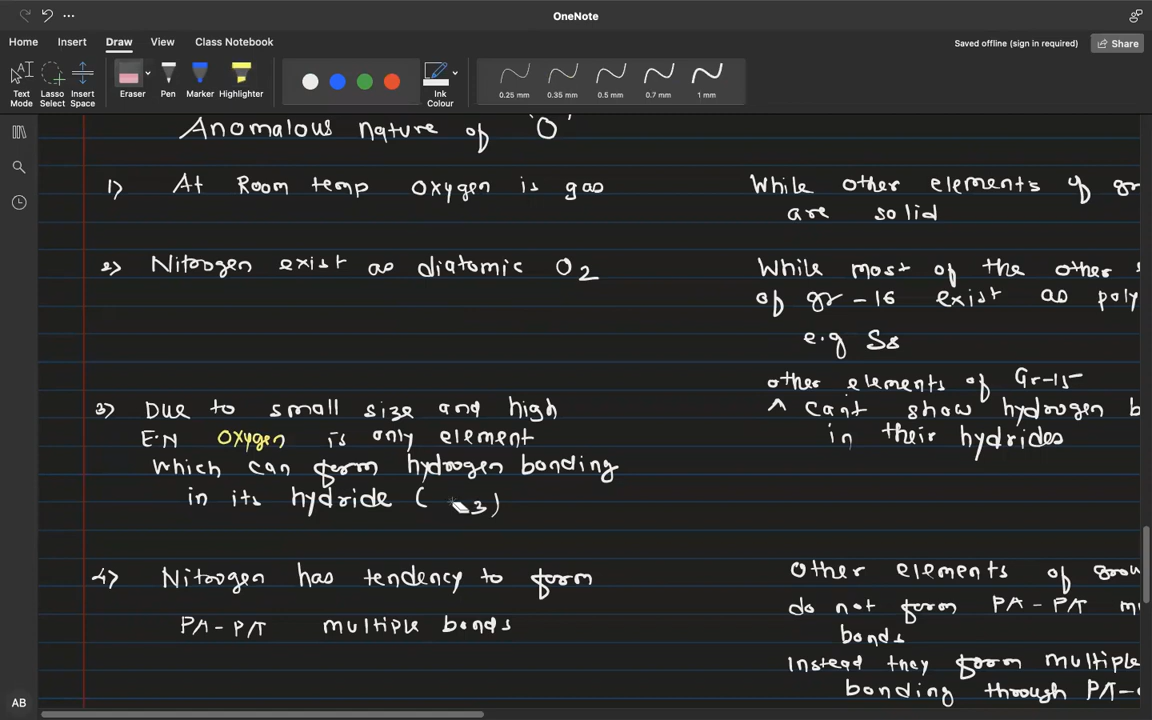 OneNote
Home Insert Draw View Class Notebook
Saved offline (sign in required) Share
Text Mode
Lasso Select
Insert Space
Eraser
Pen
Marker
Highlighter
Ink Colour
0.25 mm 0.35 mm 0.5 mm 0.7 mm 1 mm
Anomalous nature of 'O'
1) At Room temp oxygen is gas
While other elements of gr
are solid
2) Nitrogen exist as diatomic O2
While most of the other
of gr - 16 exist as poly
e.g S8
3) Due to small size and high
E.N Oxygen is only element
Which can form hydrogen bonding
in its hydride ( 3)
other elements of Gr-15
^ can't show hydrogen b
in their hydrides
4) Nitrogen has tendency to form
Pπ-Pπ multiple bonds
Other elements of grou
do not form Pπ-Pπ m
bonds
Instead they form multiple
bonding through Pπ-
AB